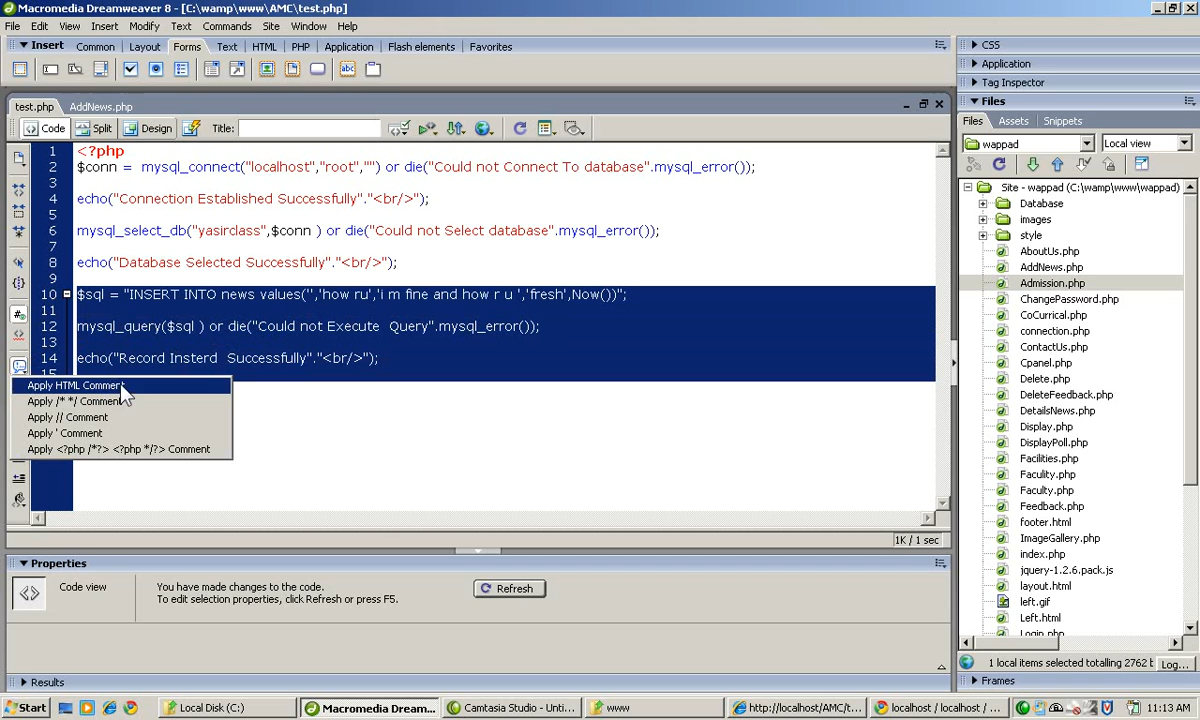 Macromedia Dreamweaver 8 - [C:\wamp\www\AMC\test.php]
File Edit View Insert Modify Text Commands Site Window Help
Insert Common Layout Forms Text HTML PHP Application Flash elements Favorites
CSS
Application
Tag Inspector
Files
Files Assets Snippets
wappad Local view
test.php AddNews.php
Code Split Design Title:
1 <?php
2 $conn = mysql_connect("localhost","root","") or die("Could not Connect To database".mysql_error());
3
4 echo("Connection Established Successfully"."<br/>");
5
6 mysql_select_db("yasirclass",$conn ) or die("Could not Select database".mysql_error());
7
8 echo("Database Selected Successfully"."<br/>");
9
10 $sql = "INSERT INTO news values('','how ru','i m fine and how r u ','fresh',Now())";
11
12 mysql_query($sql ) or die("Could not Execute Query".mysql_error());
13
14 echo("Record Insterd Successfully"."<br/>");
15
Apply HTML Comment
Apply /* */ Comment
Apply // Comment
Apply ' Comment
Apply <?php /*?> <?php */?> Comment
1K / 1 sec
Site - wappad (C:\wamp\www\wappad)
Database
images
style
AboutUs.php
AddNews.php
Admission.php
ChangePassword.php
CoCurrical.php
connection.php
ContactUs.php
Cpanel.php
Delete.php
DeleteFeedback.php
DetailsNews.php
Display.php
DisplayPoll.php
Facilities.php
Faculity.php
Faculty.php
Feedback.php
footer.html
ImageGallery.php
index.php
jquery-1.2.6.pack.js
layout.html
left.gif
Left.html
Login.php
1 local items selected totalling 2762 b Log...
Frames
Properties
Code view
You have made changes to the code.
To edit selection properties, click Refresh or press F5.
Refresh
Results
Start Local Disk (C:) Macromedia Dream... Camtasia Studio - Unti... www http://localhost/AMC/t... localhost / localhost / ... 11:13 AM